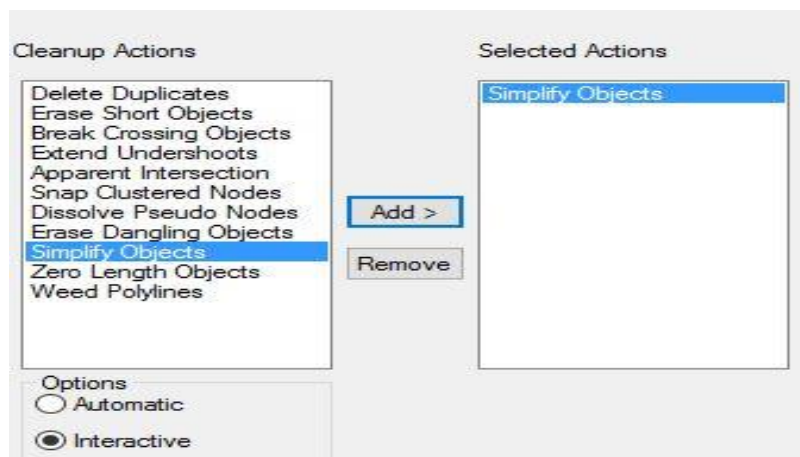 Cleanup Actions
Delete Duplicates
Erase Short Objects
Break Crossing Objects
Extend Undershoots
Apparent Intersection
Snap Clustered Nodes
Dissolve Pseudo Nodes
Erase Dangling Objects
Simplify Objects
Zero Length Objects
Weed Polylines
Add >
Remove
Selected Actions
Simplify Objects
Options
Automatic
Interactive